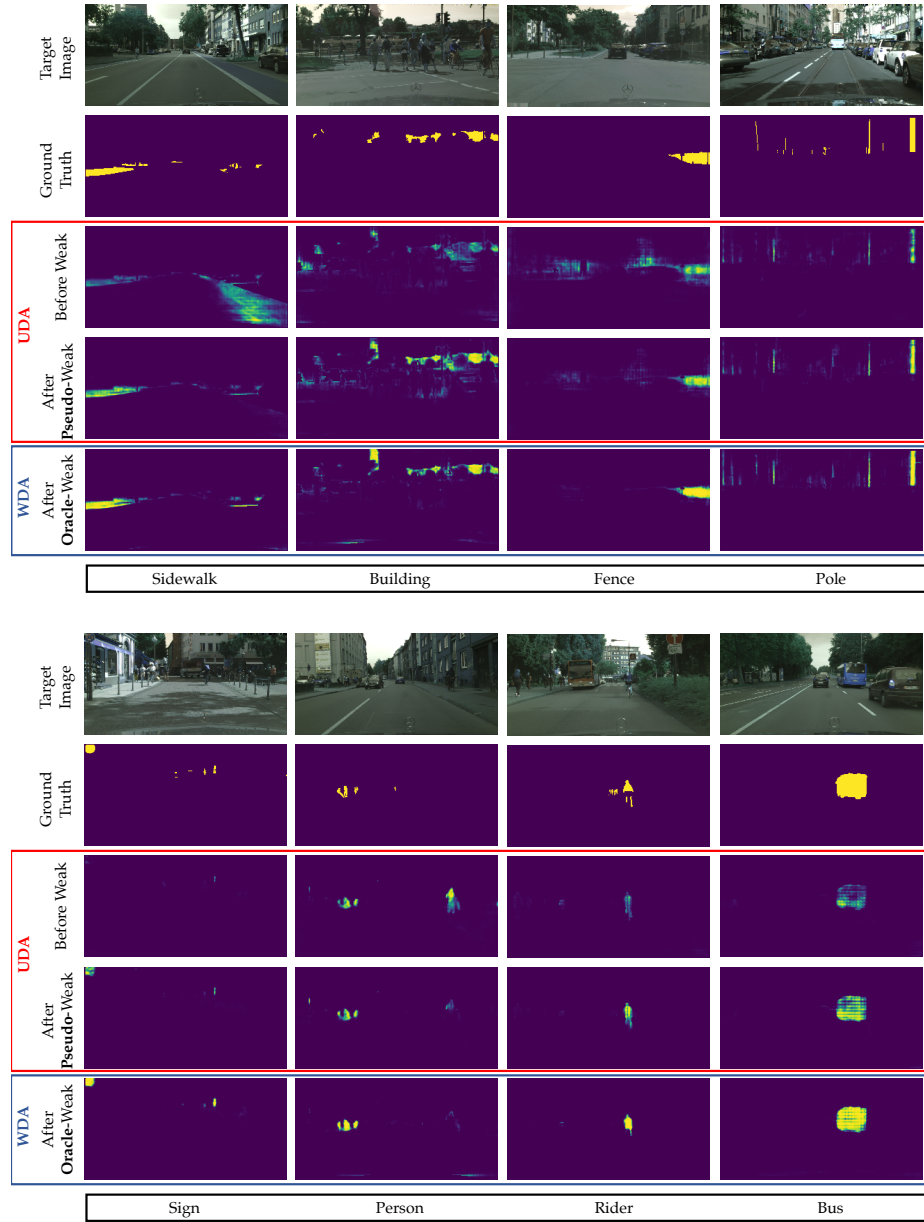 Target
Image
Ground
Truth
UDA
Before Weak
After
Pseudo-Weak
WDA
After
Oracle-Weak
Sidewalk Building Fence Pole
Target
Image
Ground
Truth
UDA
Before Weak
After
Pseudo-Weak
WDA
After
Oracle-Weak
Sign Person Rider Bus